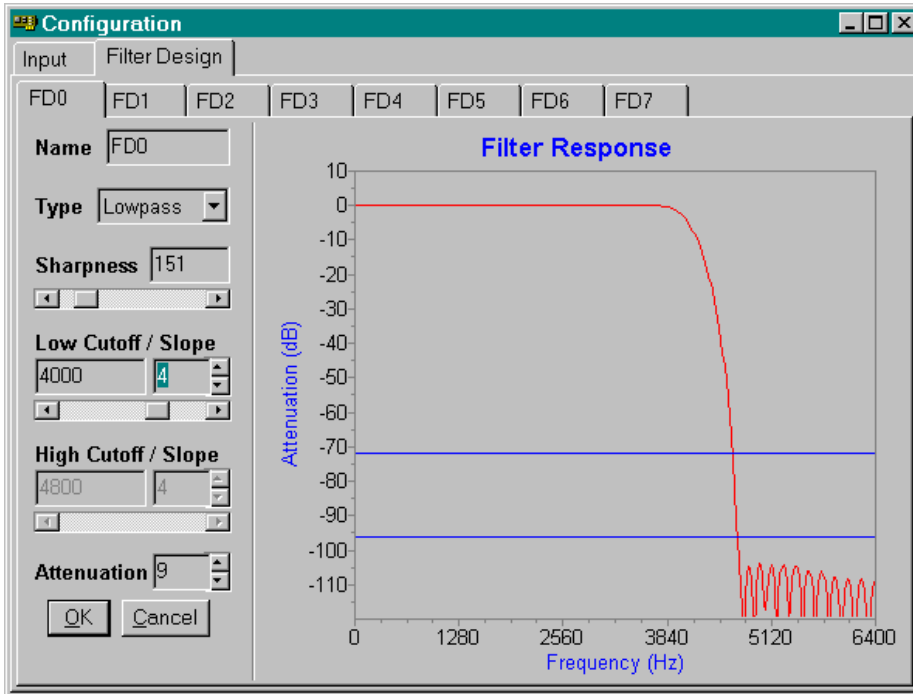 Configuration
Input Filter Design
FD0 FD1 FD2 FD3 FD4 FD5 FD6 FD7
Name FD0
Type Lowpass
Sharpness 151
Low Cutoff / Slope
4000 4
High Cutoff / Slope
4800 4
Attenuation 9
OK Cancel
Filter Response
Attenuation (dB)
10
0
-10
-20
-30
-40
-50
-60
-70
-80
-90
-100
-110
0 1280 2560 3840 5120 6400
Frequency (Hz)